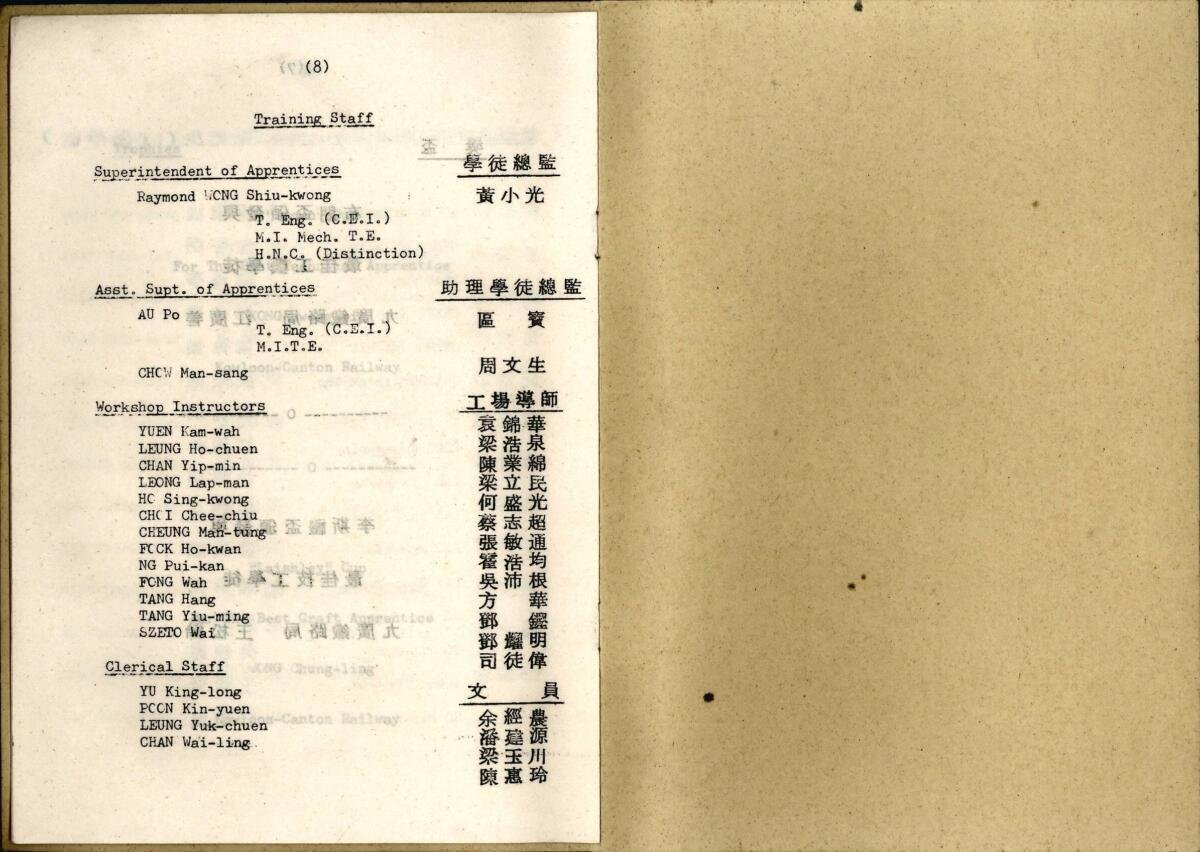 (8)
Training Staff
Superintendent of Apprentices 學徒總監
Raymond WONG Shiu-kwong 黃小光
T. Eng. (C.E.I.)
M.I. Mech. T.E.
H.N.C. (Distinction)
Asst. Supt. of Apprentices 助理學徒總監
AU Po 區 寶
T. Eng. (C.E.I.)
M.I.T.E.
CHOW Man-sang 周文生
Workshop Instructors 工場導師
YUEN Kam-wah 袁錦華
LEUNG Ho-chuen 梁浩泉
CHAN Yip-min 陳業綿
LEONG Lap-man 梁立民
HO Sing-kwong 何盛光
CHOI Chee-chiu 蔡志超
CHEUNG Man-tung 張敏通
FOCK Ho-kwan 霍浩均
NG Pui-kan 吳沛根
FONG Wah 方 華
TANG Hang 鄧
TANG Yiu-ming 鄧耀明
SZETO Wai 司徒偉
Clerical Staff 文 員
YU King-long 余經農
POON Kin-yuen 潘建源
LEUNG Yuk-chuen 梁玉川
CHAN Wai-ling 陳惠玲